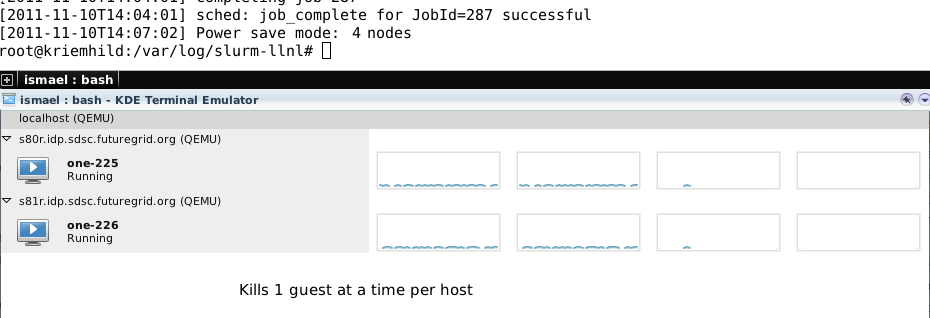 [2011-11-10T14:04:01] completing job 287
[2011-11-10T14:04:01] sched: job_complete for JobId=287 successful
[2011-11-10T14:07:02] Power save mode: 4 nodes
root@kriemhild:/var/log/slurm-llnl#
ismael : bash
ismael : bash - KDE Terminal Emulator
localhost (QEMU)
s80r.idp.sdsc.futuregrid.org (QEMU)
one-225
Running
s81r.idp.sdsc.futuregrid.org (QEMU)
one-226
Running
Kills 1 guest at a time per host